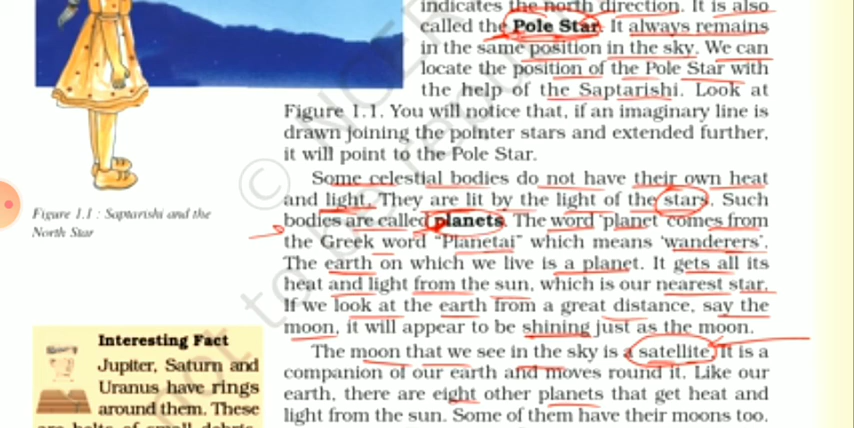 indicates the north direction. It is also
called the Pole Star. It always remains
in the same position in the sky. We can
locate the position of the Pole Star with
the help of the Saptarishi. Look at
Figure 1.1. You will notice that, if an imaginary line is
drawn joining the pointer stars and extended further,
it will point to the Pole Star.
Some celestial bodies do not have their own heat
and light. They are lit by the light of the stars. Such
bodies are called planets. The word ‘planet’ comes from
the Greek word “Planetai” which means ‘wanderers’.
The earth on which we live is a planet. It gets all its
heat and light from the sun, which is our nearest star.
If we look at the earth from a great distance, say the
moon, it will appear to be shining just as the moon.
The moon that we see in the sky is a satellite. It is a
companion of our earth and moves round it. Like our
earth, there are eight other planets that get heat and
light from the sun. Some of them have their moons too.
Figure 1.1 : Saptarishi and the
North Star
Interesting Fact
Jupiter, Saturn and
Uranus have rings
around them. These
are belts of small debris
© NCER
not to be repu